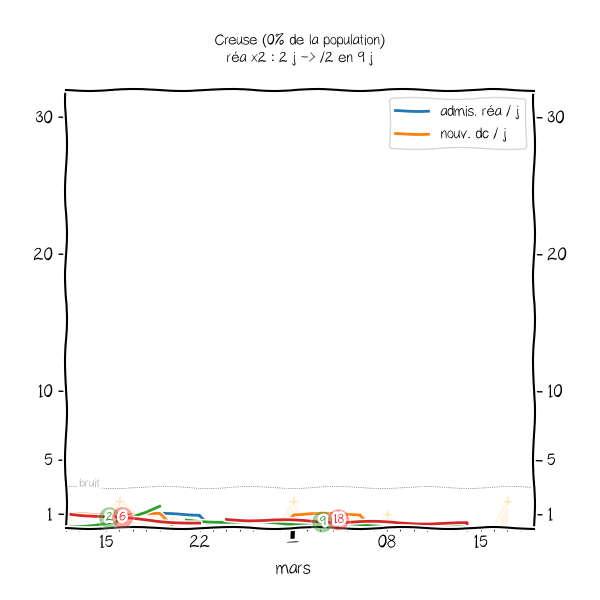 Creuse (0% de la population)
réa x2 : 2 j -> /2 en 9 j
admis. réa / j
nouv. dc / j
30 30
20 20
10 10
5 5
bruit
1 1
2 6 9 18
15 22 1 08 15
mars